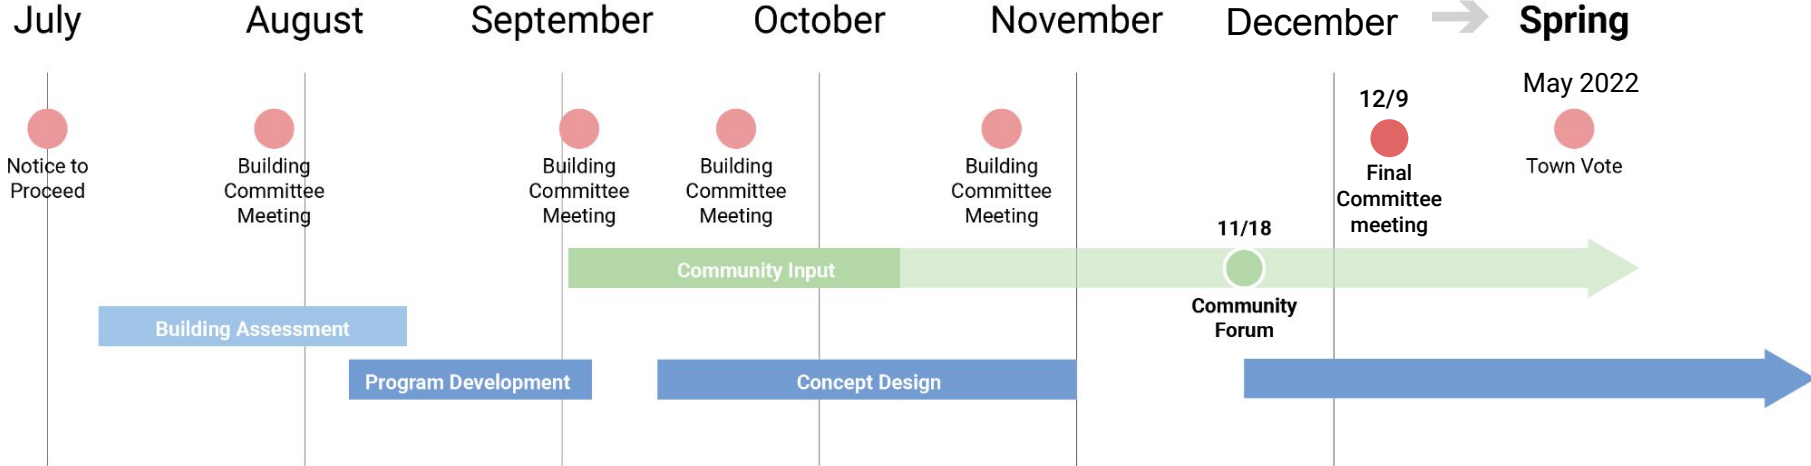 July August September October November December Spring
May 2022
12/9
Notice to
Proceed
Building
Committee
Meeting
Building
Committee
Meeting
Building
Committee
Meeting
Building
Committee
Meeting
Final
Committee
meeting
Town Vote
11/18
Community Input
Community
Forum
Building Assessment
Program Development
Concept Design